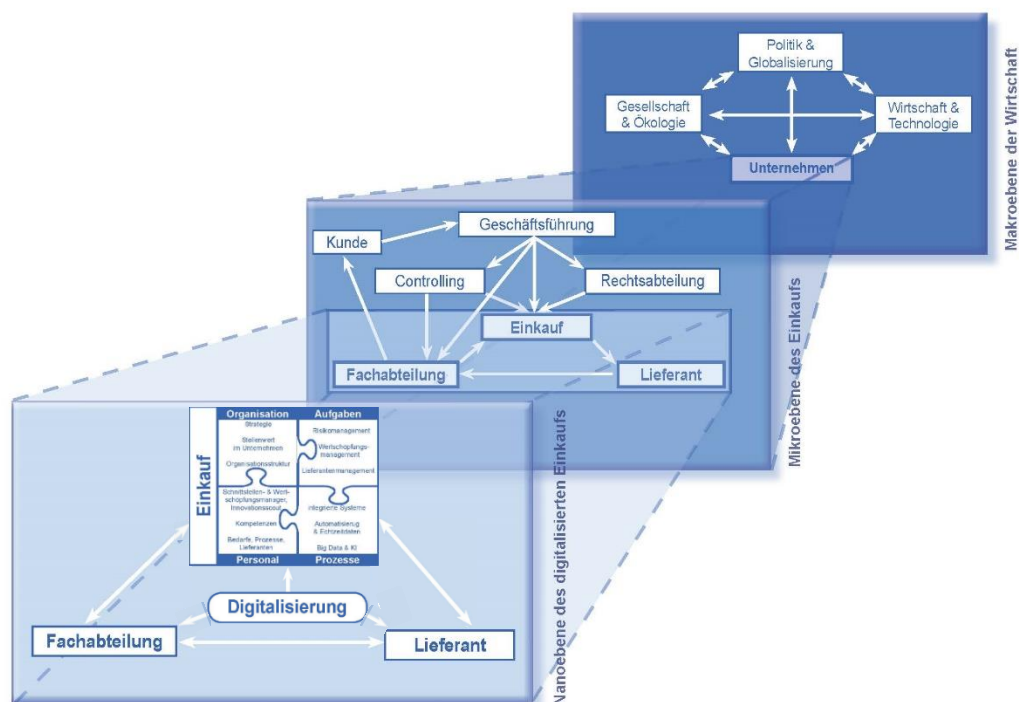 Politik &
Globalisierung
Gesellschaft
& Ökologie
Wirtschaft &
Technologie
Unternehmen
Makroebene der Wirtschaft
Geschäftsführung
Kunde
Controlling
Rechtsabteilung
Einkauf
Fachabteilung
Lieferant
Mikroebene des Einkaufs
Organisation
Aufgaben
Einkauf
Strategie
Stellenwert
im Unternehmen
Organisationsstruktur
Risikomanagement
Wertschöpfungs-
management
Lieferantenmanagement
Schnittstellen- & Wert-
schöpfungsmanager,
Innovationsscout
Kompetenzen
Bedarfe, Prozesse,
Lieferanten
Integrierte Systeme
Automatisierug
& Echtzeitdaten
Big Data & KI
Personal
Prozesse
Digitalisierung
Fachabteilung
Lieferant
Nanoebene des digitalisierten Einkaufs